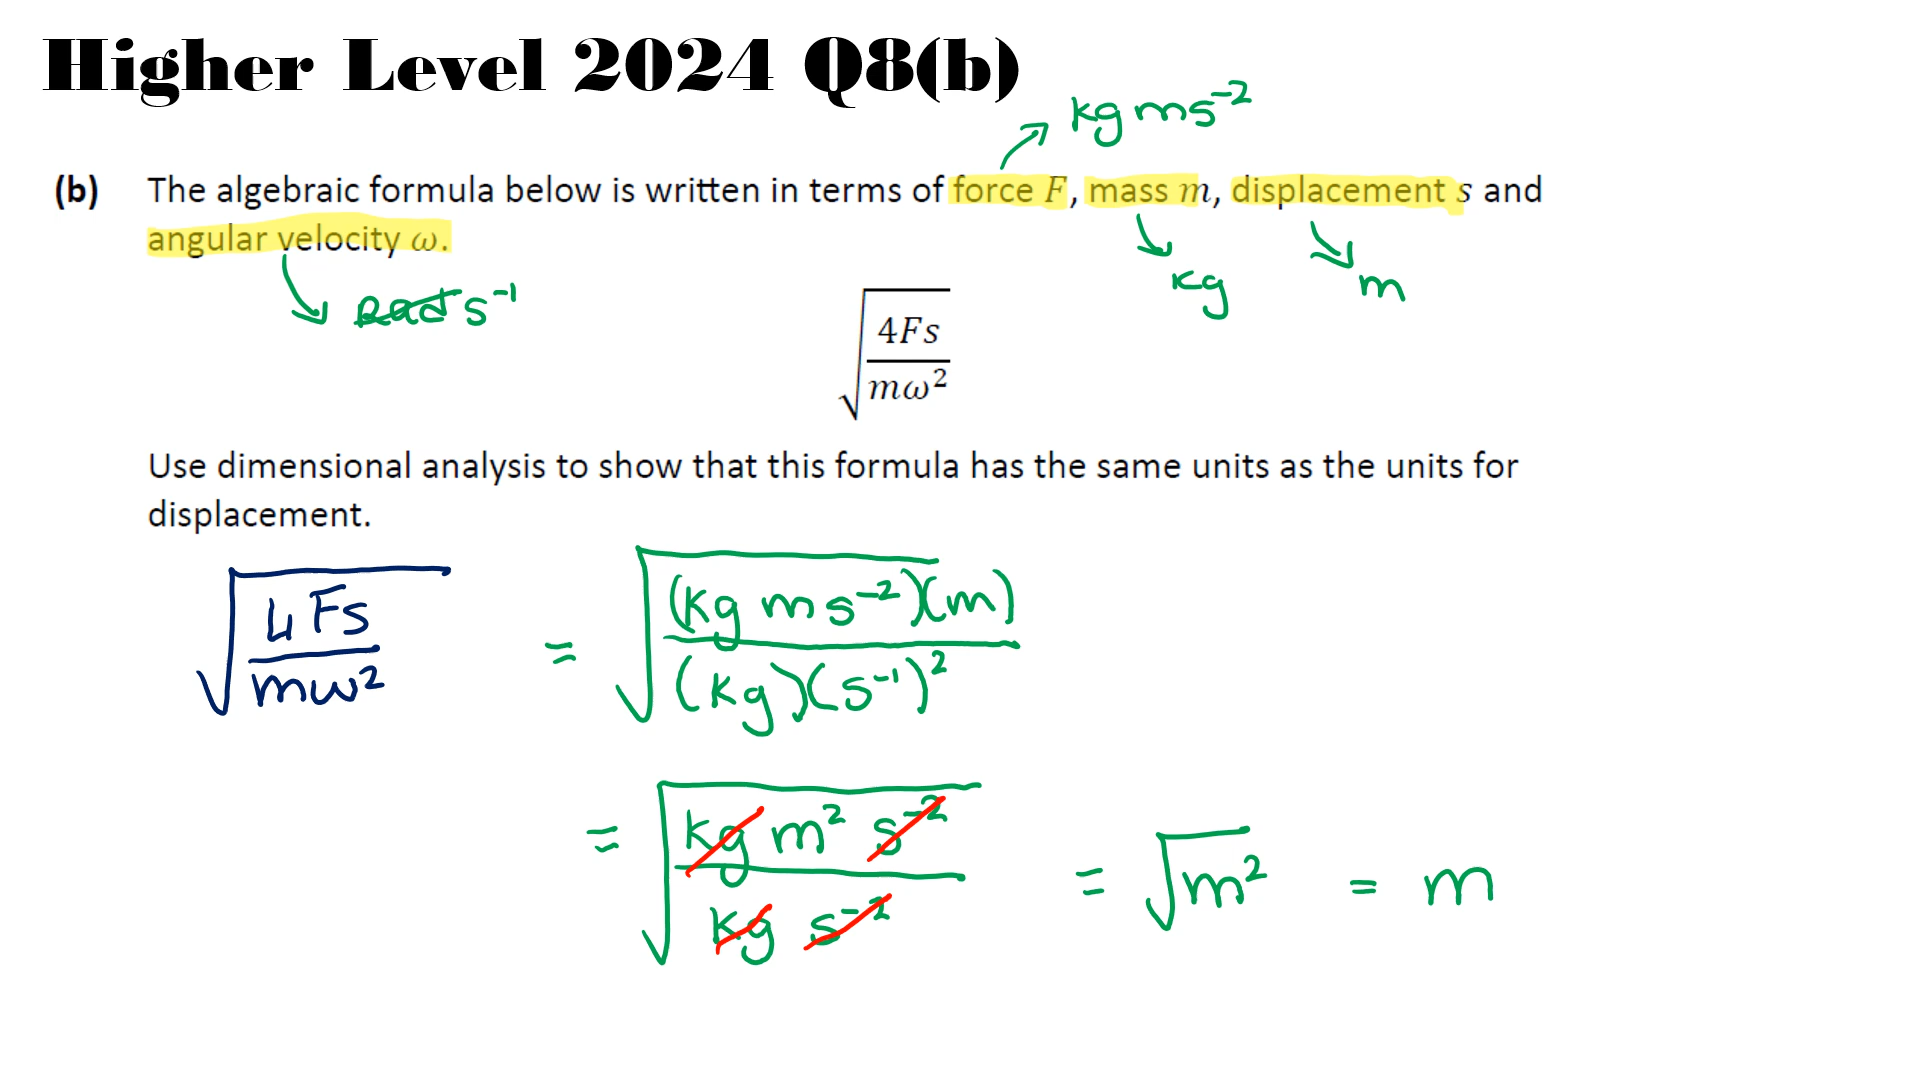 Higher Level 2024 Q8(b)
kg ms⁻²
(b) The algebraic formula below is written in terms of force F, mass m, displacement s and
angular velocity ω.
kg
m
Rad s⁻¹
√(4Fs / mω²)
Use dimensional analysis to show that this formula has the same units as the units for
displacement.
√(4Fs / mω²) = √((kg m s⁻²)(m) / (kg)(s⁻¹)²)
= √(kg m² s⁻² / kg s⁻²) = √m² = m